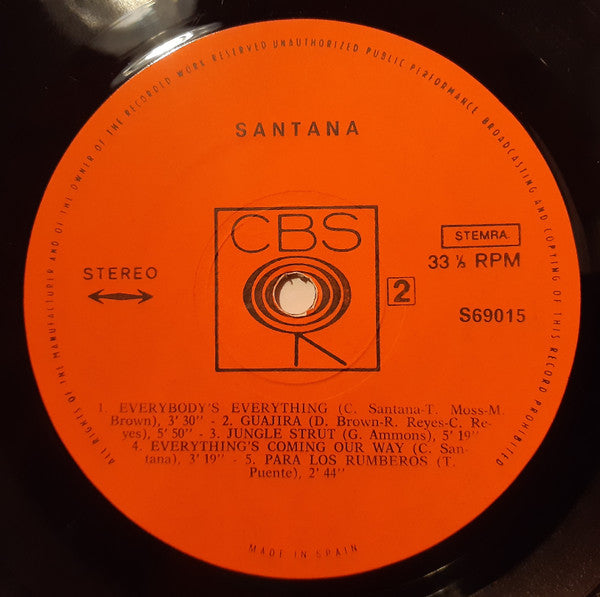 ALL RIGHTS OF THE MANUFACTURER AND OF THE OWNER OF THE RECORDED WORK RESERVED UNAUTHORIZED PUBLIC PERFORMANCE BROADCASTING AND COPYING OF THIS RECORD PROHIBITED
SANTANA
CBS
STEMRA
STEREO
33 ⅓ RPM
2
S69015
1. EVERYBODY'S EVERYTHING (C. Santana-T. Moss-M.
Brown), 3' 30" - 2. GUAJIRA (D. Brown-R. Reyes-C. Re-
yes), 5' 50" - 3. JUNGLE STRUT (G. Ammons), 5' 19"
4. EVERYTHING'S COMING OUR WAY (C. San-
tana), 3' 19" - 5. PARA LOS RUMBEROS (T.
Puente), 2' 44"
MADE IN SPAIN